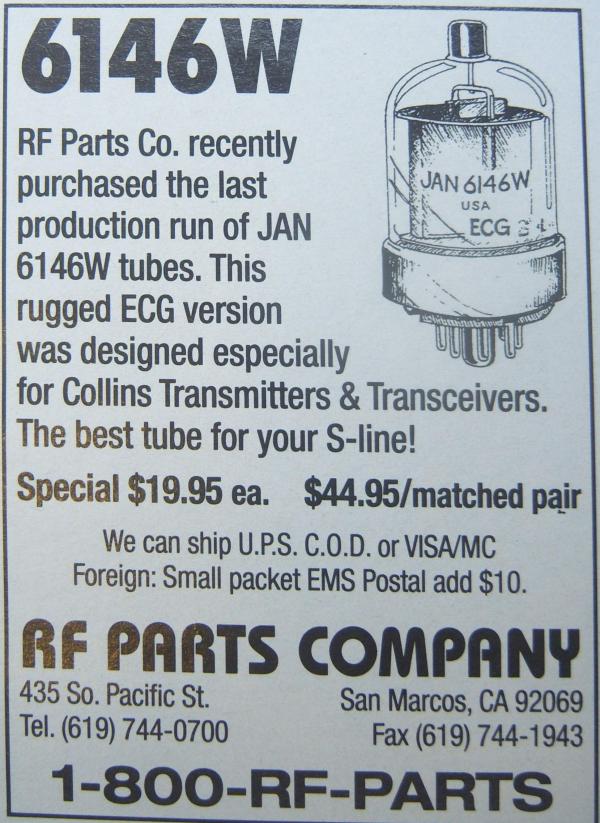 6146W
RF Parts Co. recently
purchased the last
production run of JAN
6146W tubes. This
rugged ECG version
was designed especially
for Collins Transmitters & Transceivers.
The best tube for your S-line!
JAN 6146W
USA
ECG
Special $19.95 ea. $44.95/matched pair
We can ship U.P.S. C.O.D. or VISA/MC
Foreign: Small packet EMS Postal add $10.
RF PARTS COMPANY
435 So. Pacific St. San Marcos, CA 92069
Tel. (619) 744-0700 Fax (619) 744-1943
1-800-RF-PARTS